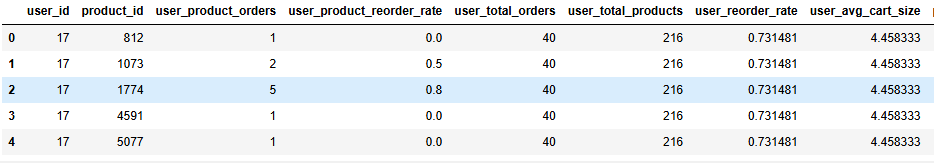 user_id product_id user_product_orders user_product_reorder_rate user_total_orders user_total_products user_reorder_rate user_avg_cart_size
0 17 812 1 0.0 40 216 0.731481 4.458333
1 17 1073 2 0.5 40 216 0.731481 4.458333
2 17 1774 5 0.8 40 216 0.731481 4.458333
3 17 4591 1 0.0 40 216 0.731481 4.458333
4 17 5077 1 0.0 40 216 0.731481 4.458333